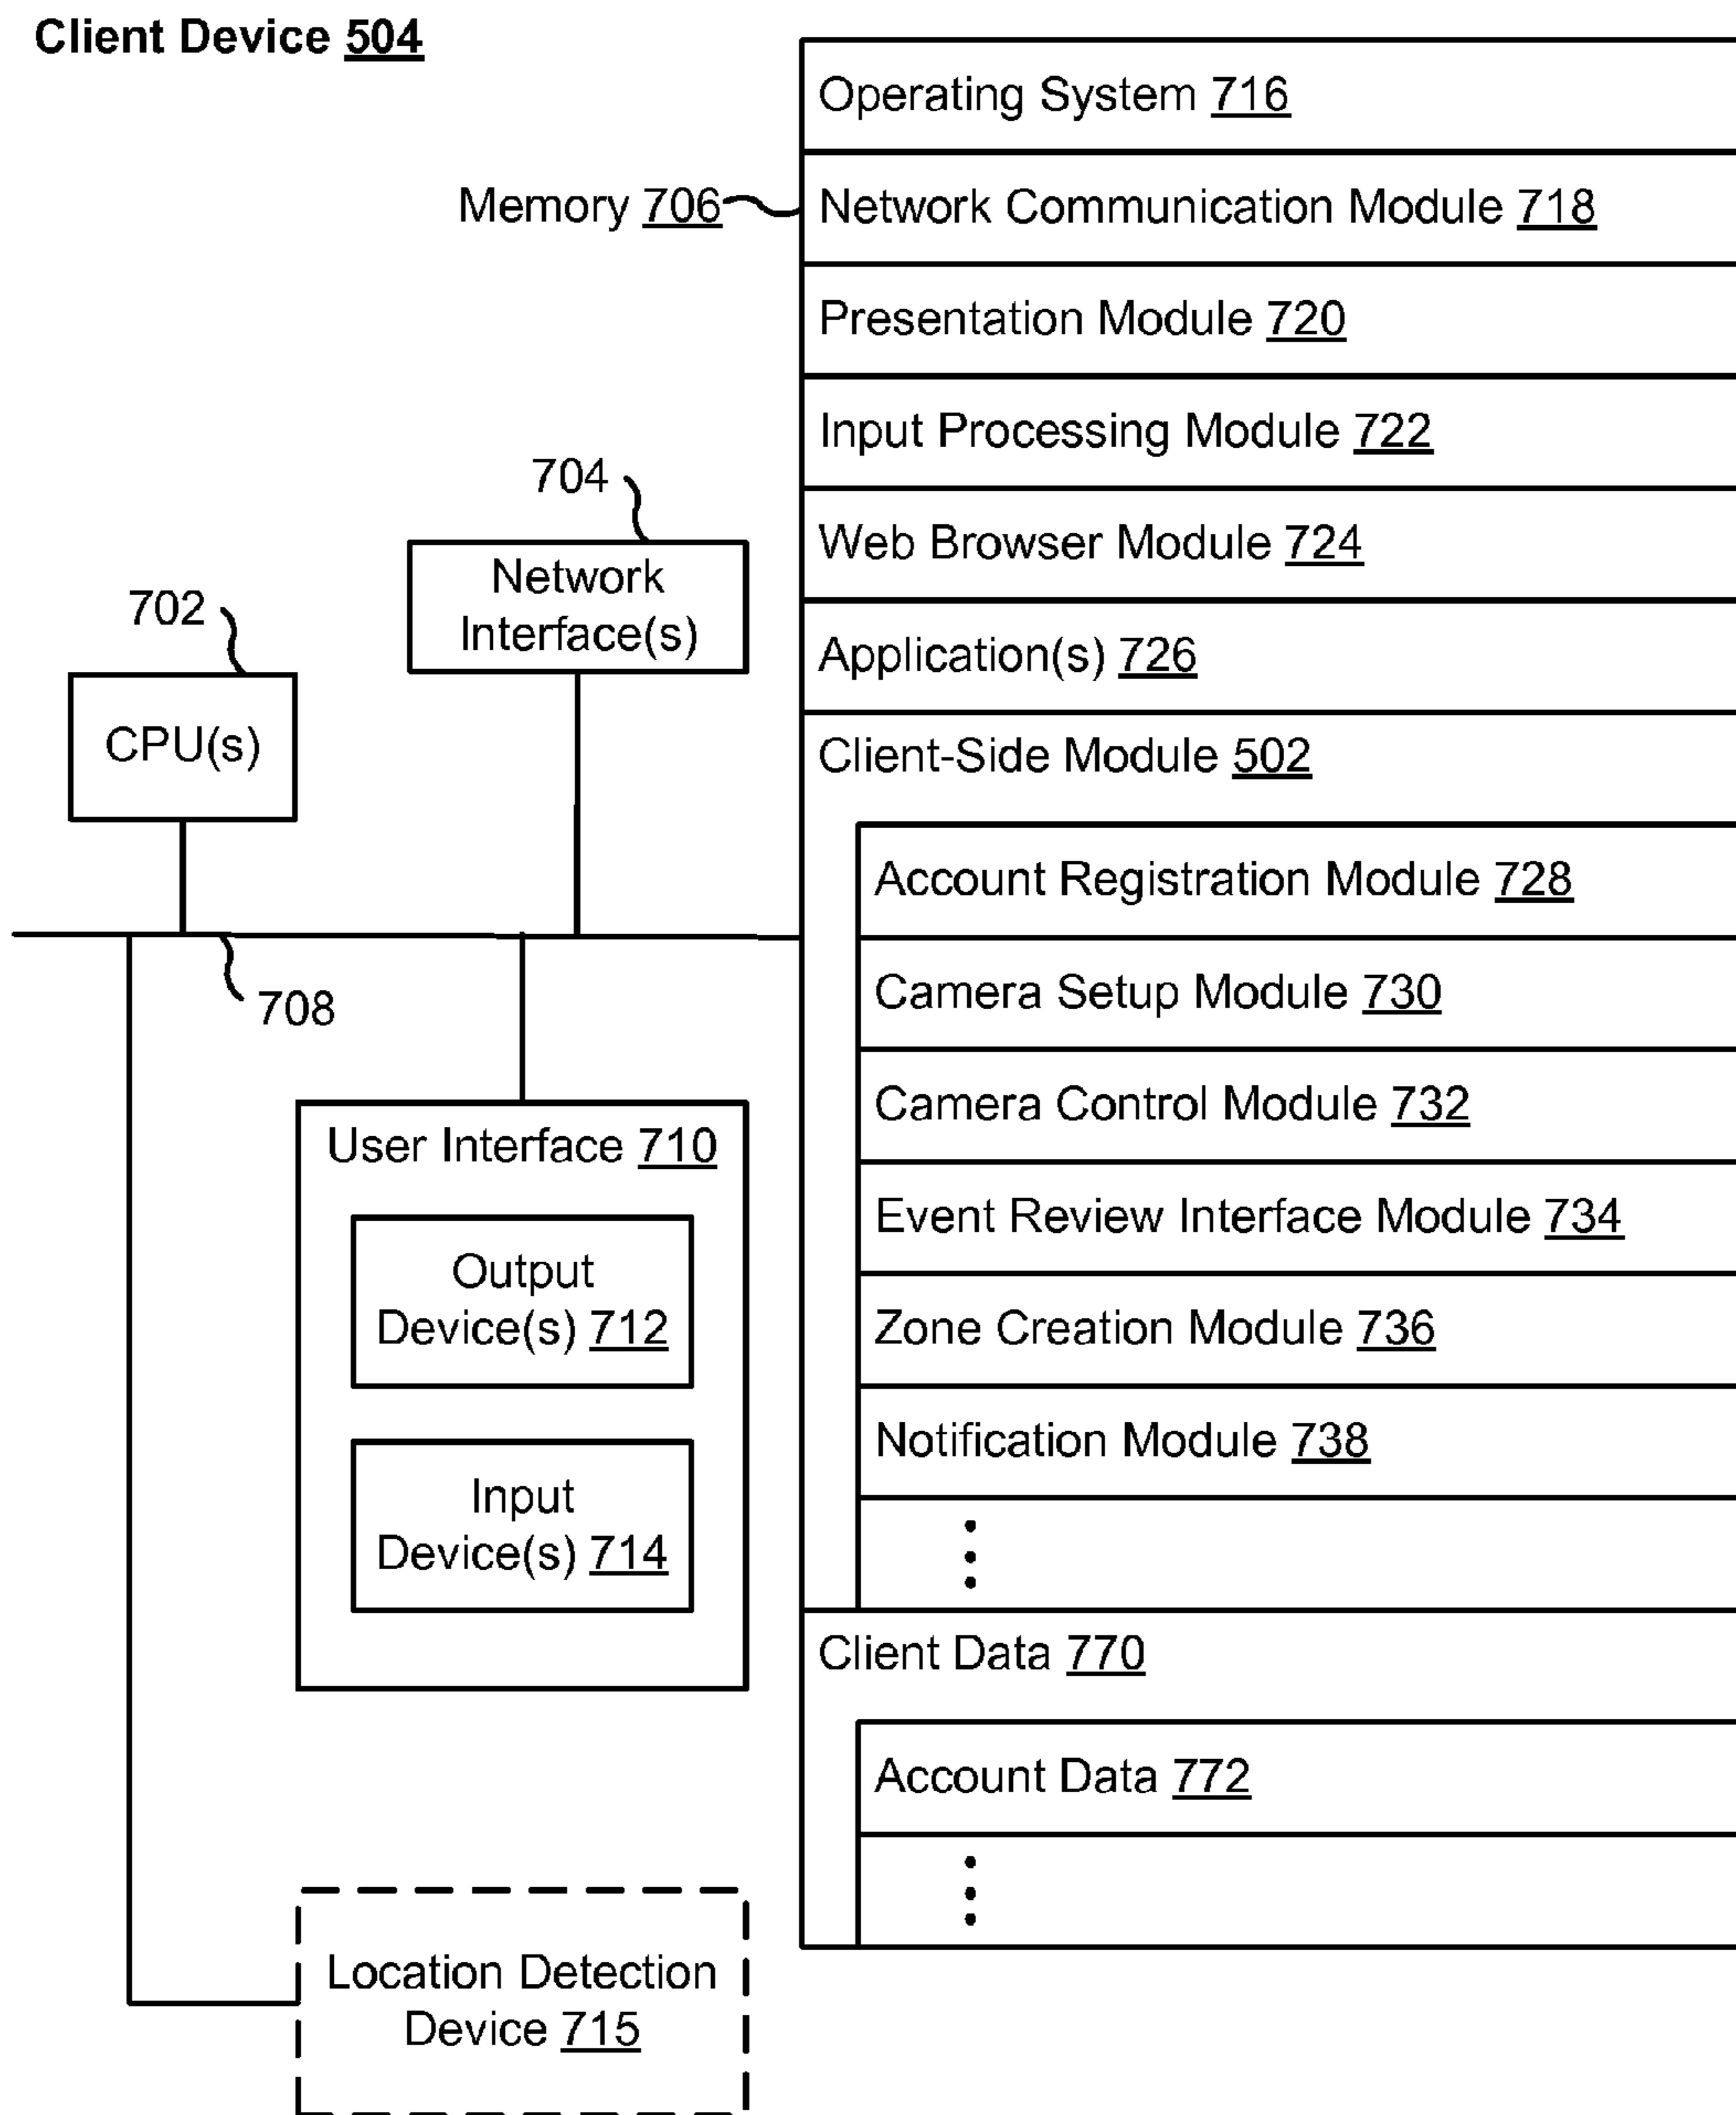 Client Device 504
Operating System 716
Memory 706
Network Communication Module 718
Presentation Module 720
Input Processing Module 722
704
Web Browser Module 724
Network
Interface(s)
702
Application(s) 726
CPU(s)
Client-Side Module 502
Account Registration Module 728
708
Camera Setup Module 730
Camera Control Module 732
User Interface 710
Event Review Interface Module 734
Output
Device(s) 712
Zone Creation Module 736
Notification Module 738
Input
Device(s) 714
Client Data 770
Account Data 772
Location Detection
Device 715